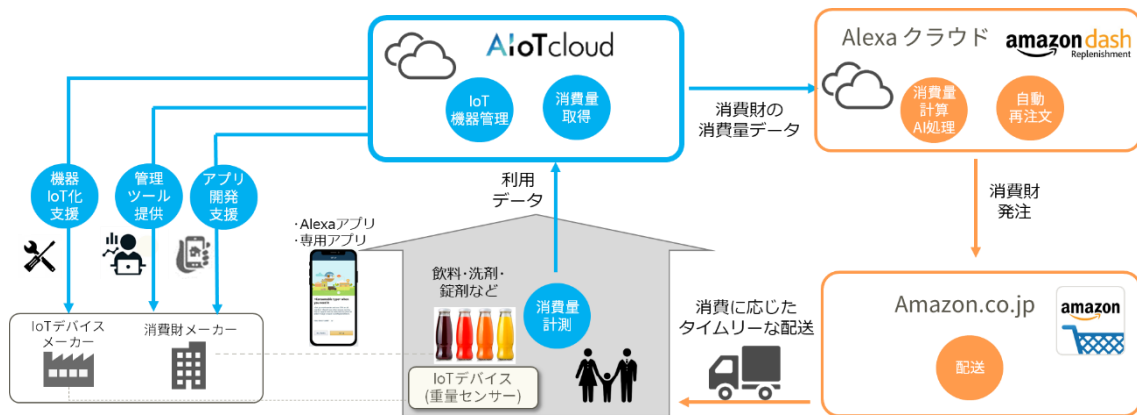 AIoTcloud
IoT
機器管理
消費量
取得
消費財の
消費量データ
Alexa クラウド
amazon dash
Replenishment
消費量
計算
AI処理
自動
再注文
機器
IoT化
支援
管理
ツール
提供
アプリ
開発
支援
利用
データ
消費財
発注
・Alexaアプリ
・専用アプリ
飲料・洗剤・
錠剤など
消費量
計測
消費に応じた
タイムリーな配送
Amazon.co.jp
amazon
配送
IoTデバイス
メーカー
消費財メーカー
IoTデバイス
(重量センサー)